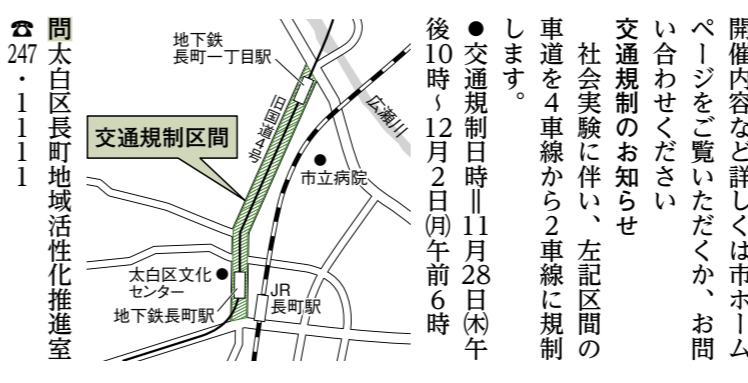 開催内容など詳しくは市ホーム
ページをご覧いただくか、お問
い合わせください
交通規制のお知らせ
社会実験に伴い、左記区間の
車道を4車線から2車線に規制
します。
●交通規制日時＝11月28日㈭午
後10時～12月2日㈪午前6時
地下鉄
長町一丁目駅
広瀬川
旧国道4号
交通規制区間
市立病院
太白区文化
センター
地下鉄長町駅
JR
長町駅
問太白区長町地域活性化推進室
☎247・1111